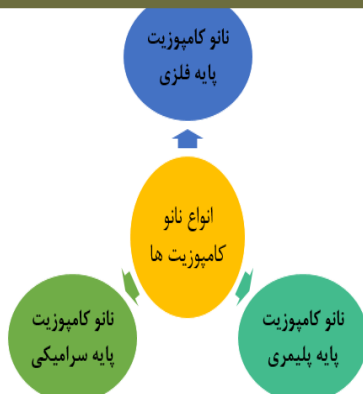 نانو کامپوزیت
پایه فلزی
انواع نانو
کامپوزیت ها
نانو کامپوزیت
پایه پلیمری
نانو کامپوزیت
پایه سرامیکی